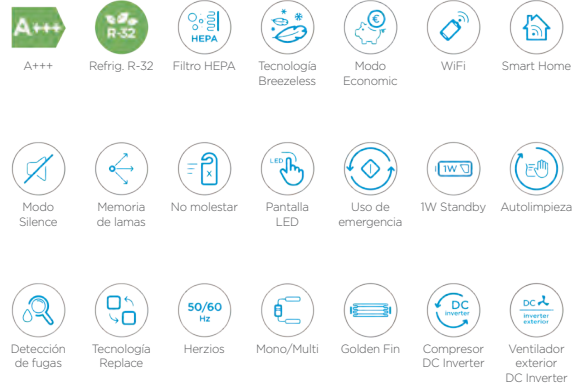 A+++
R-32
HEPA
€
A+++
Refrig. R-32
Filtro HEPA
Tecnología
Breezeless
Modo
Economic
WiFi
Smart Home
LED
x
1W
Modo
Silence
Memoria
de lamas
No molestar
Pantalla
LED
Uso de
emergencia
1W Standby
Autolimpieza
50/60
Hz
DC
inverter
DC
inverter
exterior
Detección
de fugas
Tecnología
Replace
Herzios
Mono/Multi
Golden Fin
Compresor
DC Inverter
Ventilador
exterior
DC Inverter